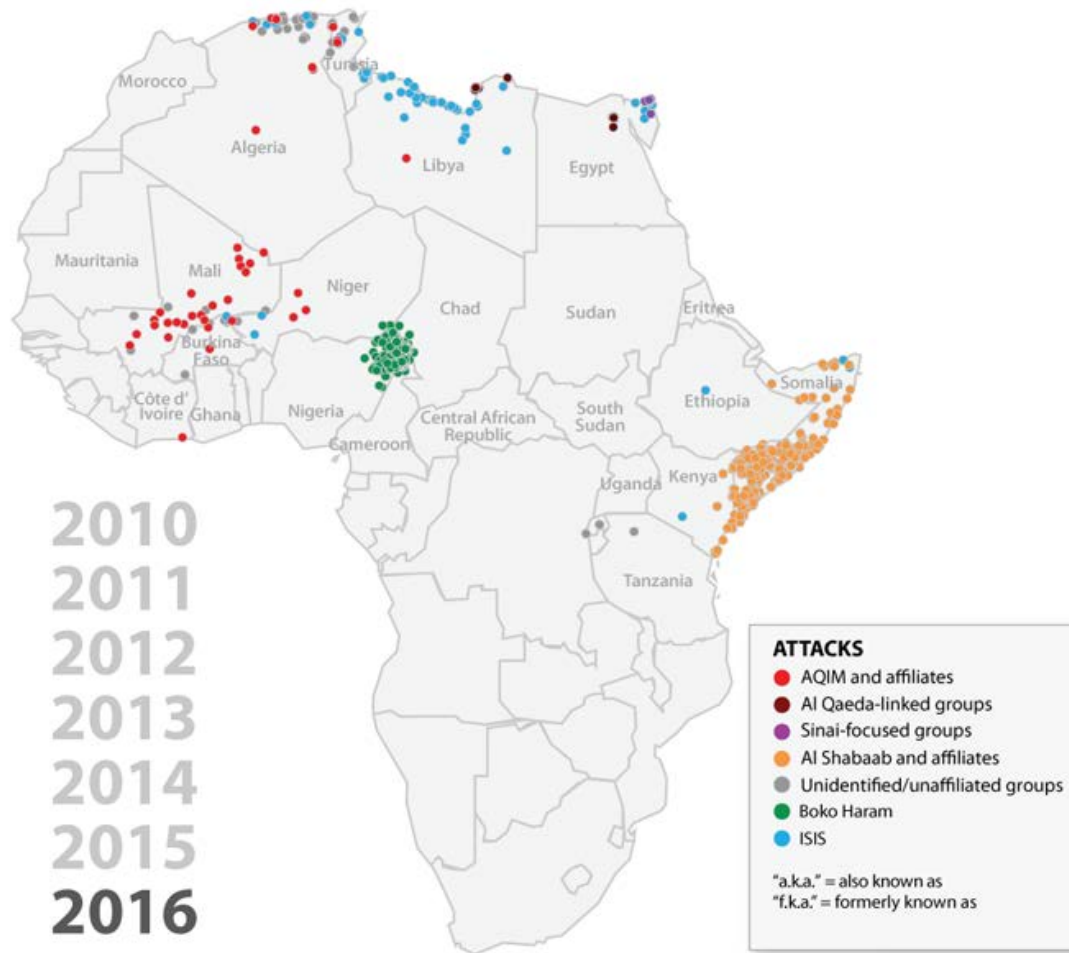 Morocco
Tunisia
Algeria
Libya
Egypt
Mauritania
Mali
Niger
Chad
Sudan
Eritrea
Burkina
Faso
Côte d'
Ivoire
Ghana
Nigeria
Cameroon
Central African
Republic
South
Sudan
Ethiopia
Somalia
Uganda
Kenya
Tanzania
2010
2011
2012
2013
2014
2015
2016
ATTACKS
AQIM and affiliates
Al Qaeda-linked groups
Sinai-focused groups
Al Shabaab and affiliates
Unidentified/unaffiliated groups
Boko Haram
ISIS
"a.k.a." = also known as
"f.k.a." = formerly known as